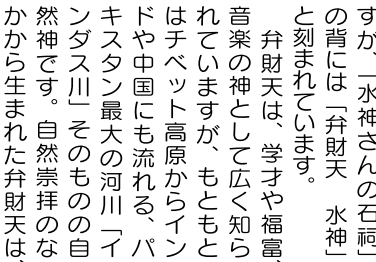 すが、「水神さんの石祠」
の背には「弁財天　水神」
と刻まれています。
　弁財天は、学才や福富、
音楽の神として広く知ら
れていますが、もともと
はチベット高原からイン
ドや中国にも流れる、パ
キスタン最大の河川「イ
ンダス川」そのものの自
然神です。自然崇拝のな
かから生まれた弁財天は、